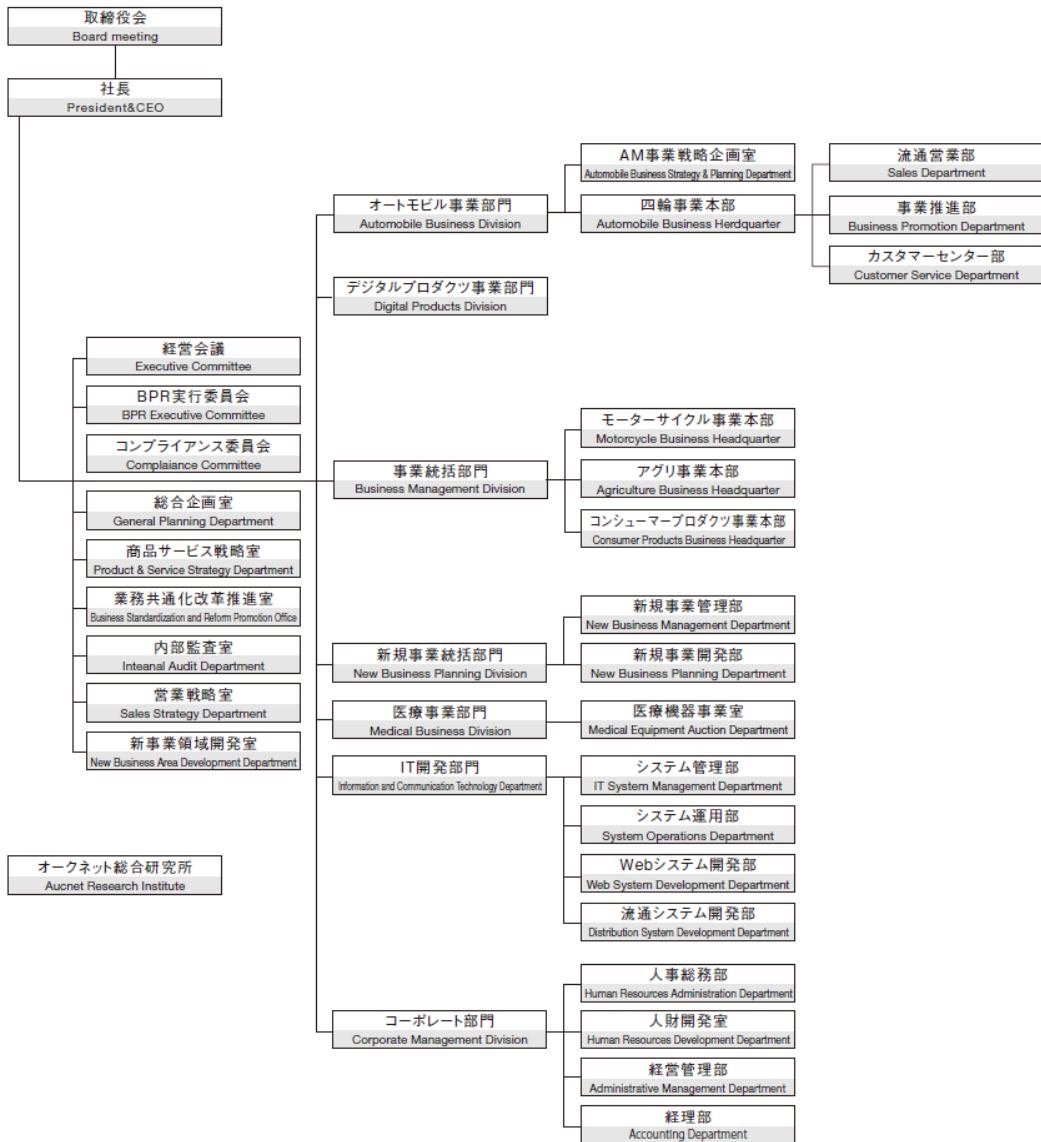 取締役会
Board meeting
社長
President&CEO
AM事業戦略企画室
Automobile Business Strategy & Planning Department
流通営業部
Sales Department
オートモビル事業部門
Automobile Business Division
四輪事業本部
Automobile Business Herdquarter
事業推進部
Business Promotion Department
カスタマーセンター部
Customer Service Department
デジタルプロダクツ事業部門
Digital Products Division
経営会議
Executive Committee
BPR実行委員会
BPR Executive Committee
コンプライアンス委員会
Complaiance Committee
総合企画室
General Planning Department
商品サービス戦略室
Product & Service Strategy Department
業務共通化改革推進室
Business Standardization and Reform Promotion Office
内部監査室
Inteanal Audit Department
営業戦略室
Sales Strategy Department
新事業領域開発室
New Business Area Development Department
事業統括部門
Business Management Division
モーターサイクル事業本部
Motorcycle Business Headquarter
アグリ事業本部
Agriculture Business Headquarter
コンシューマープロダクツ事業本部
Consumer Products Business Headquarter
新規事業統括部門
New Business Planning Division
新規事業管理部
New Business Management Department
新規事業開発部
New Business Planning Department
医療事業部門
Medical Business Division
医療機器事業室
Medical Equipment Auction Department
IT開発部門
Information and Communication Technology Department
システム管理部
IT System Management Department
システム運用部
System Operations Department
Webシステム開発部
Web System Development Department
流通システム開発部
Distribution System Development Department
オークネット総合研究所
Aucnet Research Institute
コーポレート部門
Corporate Management Division
人事総務部
Human Resources Administration Department
人財開発室
Human Resources Development Department
経営管理部
Administrative Management Department
経理部
Accounting Department